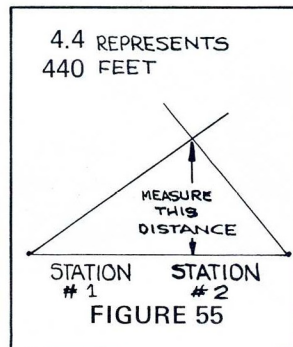 4.4 REPRESENTS
440 FEET
MEASURE
THIS
DISTANCE
STATION STATION
# 1 # 2
FIGURE 55